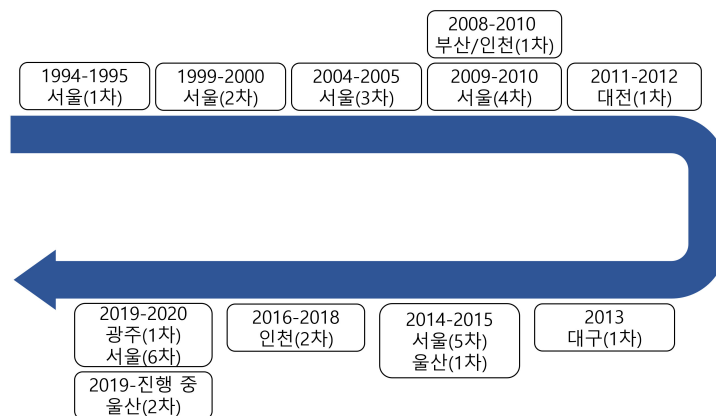 2008-2010
부산/인천(1차)
1994-1995
서울(1차)
1999-2000
서울(2차)
2004-2005
서울(3차)
2009-2010
서울(4차)
2011-2012
대전(1차)
2019-2020
광주(1차)
서울(6차)
2016-2018
인천(2차)
2014-2015
서울(5차)
울산(1차)
2013
대구(1차)
2019-진행 중
울산(2차)